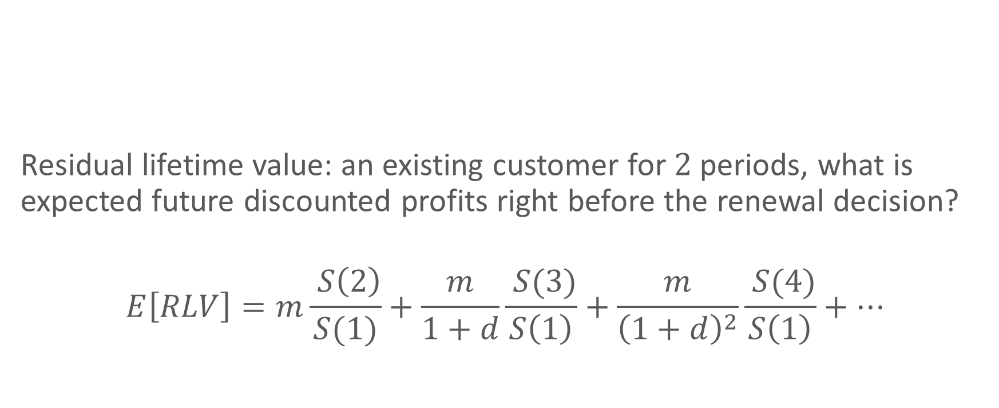 Residual lifetime value: an existing customer for 2 periods, what is
expected future discounted profits right before the renewal decision?
E[RLV] = m \frac{S(2)}{S(1)} + \frac{m}{1+d} \frac{S(3)}{S(1)} + \frac{m}{(1+d)^2} \frac{S(4)}{S(1)} + ⋯